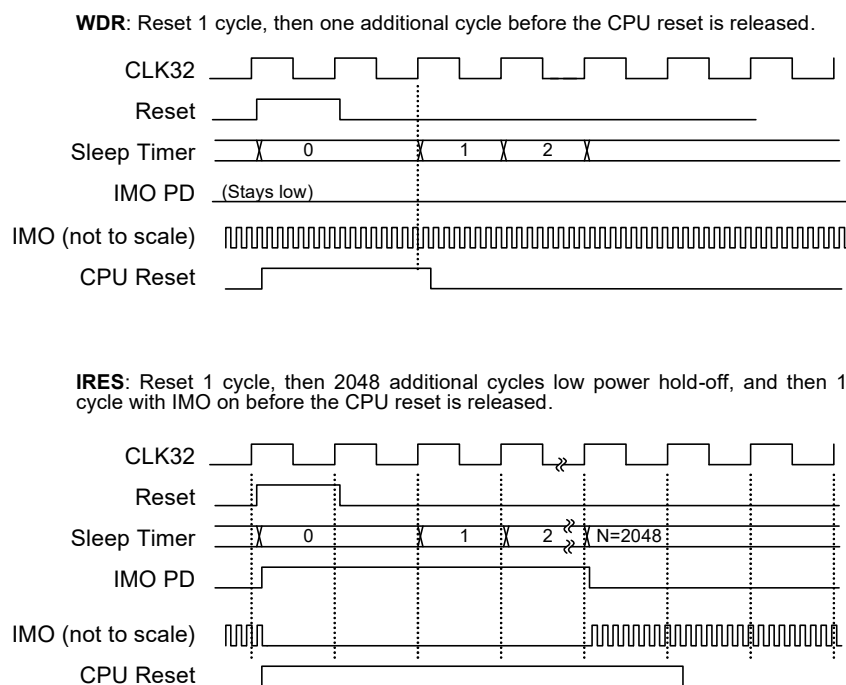 WDR: Reset 1 cycle, then one additional cycle before the CPU reset is released.
CLK32
Reset
Sleep Timer
0
1
2
IMO PD
(Stays low)
IMO (not to scale)
CPU Reset
IRES: Reset 1 cycle, then 2048 additional cycles low power hold-off, and then 1
cycle with IMO on before the CPU reset is released.
CLK32
Reset
Sleep Timer
0
1
2
N=2048
IMO PD
IMO (not to scale)
CPU Reset